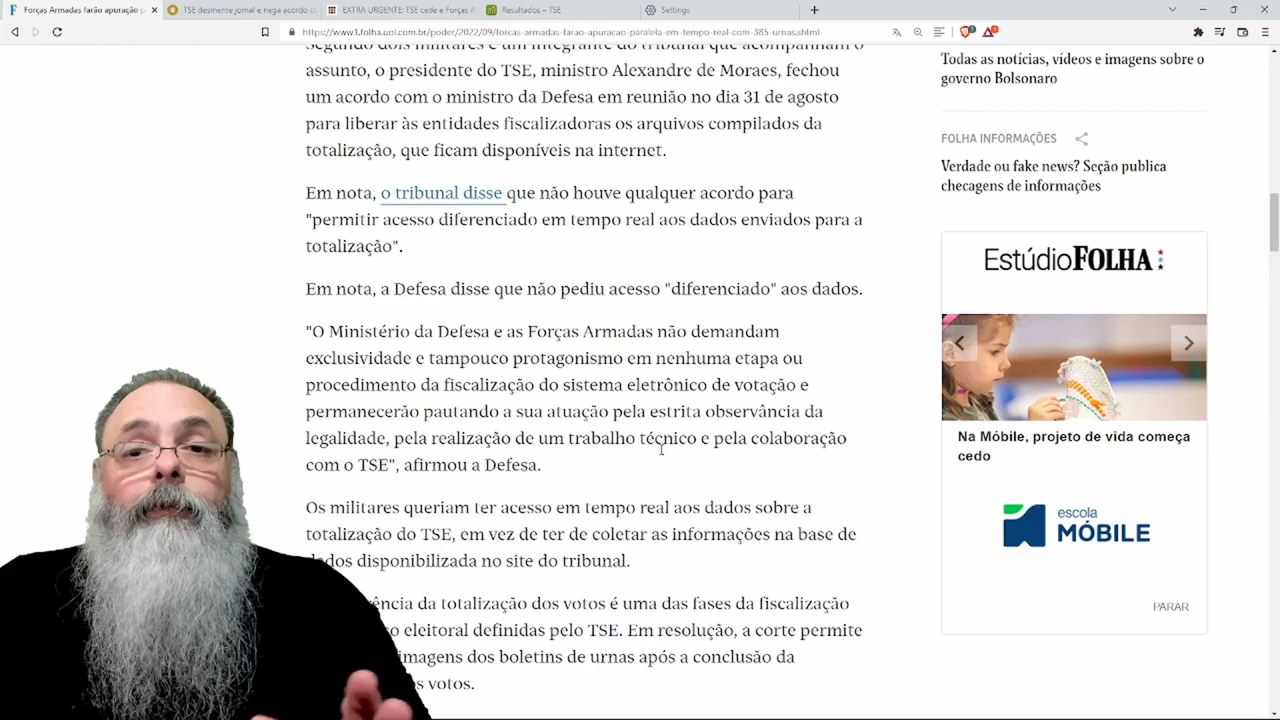 Forças Armadas farão apuração p
TSE desmente jornal e nega acordo co
EXTRA URGENTE: TSE cede e Forças A
Resultados – TSE
Settings
https://www1.folha.uol.com.br/poder/2022/09/forcas-armadas-farao-apuracao-paralela-em-tempo-real-com-385-urnas.shtml
Segundo dois militares e um integrante do tribunal que acompanham o
assunto, o presidente do TSE, ministro Alexandre de Moraes, fechou
um acordo com o ministro da Defesa em reunião no dia 31 de agosto
para liberar às entidades fiscalizadoras os arquivos compilados da
totalização, que ficam disponíveis na internet.
Em nota, o tribunal disse que não houve qualquer acordo para
"permitir acesso diferenciado em tempo real aos dados enviados para a
totalização".
Em nota, a Defesa disse que não pediu acesso "diferenciado" aos dados.
"O Ministério da Defesa e as Forças Armadas não demandam
exclusividade e tampouco protagonismo em nenhuma etapa ou
procedimento da fiscalização do sistema eletrônico de votação e
permanecerão pautando a sua atuação pela estrita observância da
legalidade, pela realização de um trabalho técnico e pela colaboração
com o TSE", afirmou a Defesa.
Os militares queriam ter acesso em tempo real aos dados sobre a
totalização do TSE, em vez de ter de coletar as informações na base de
dados disponibilizada no site do tribunal.
rência da totalização dos votos é uma das fases da fiscalização
o eleitoral definidas pelo TSE. Em resolução, a corte permite
imagens dos boletins de urnas após a conclusão da
s votos.
Todas as notícias, vídeos e imagens sobre o
governo Bolsonaro
FOLHA INFORMAÇÕES
Verdade ou fake news? Seção publica
checagens de informações
EstúdioFOLHA
Na Móbile, projeto de vida começa
cedo
escola
MÓBILE
PARAR